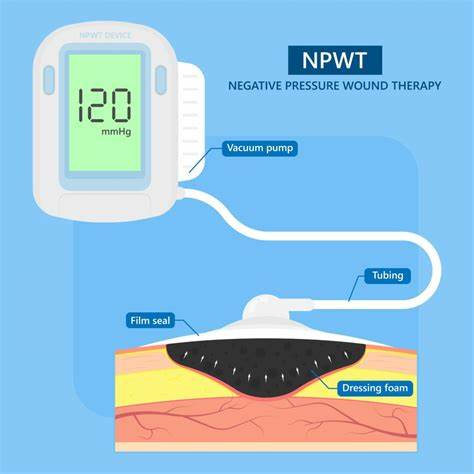 NPWT DEVICE
120
mmHg
NPWT
NEGATIVE PRESSURE WOUND THERAPY
Vacuum pump
Tubing
Film seal
Dressing foam